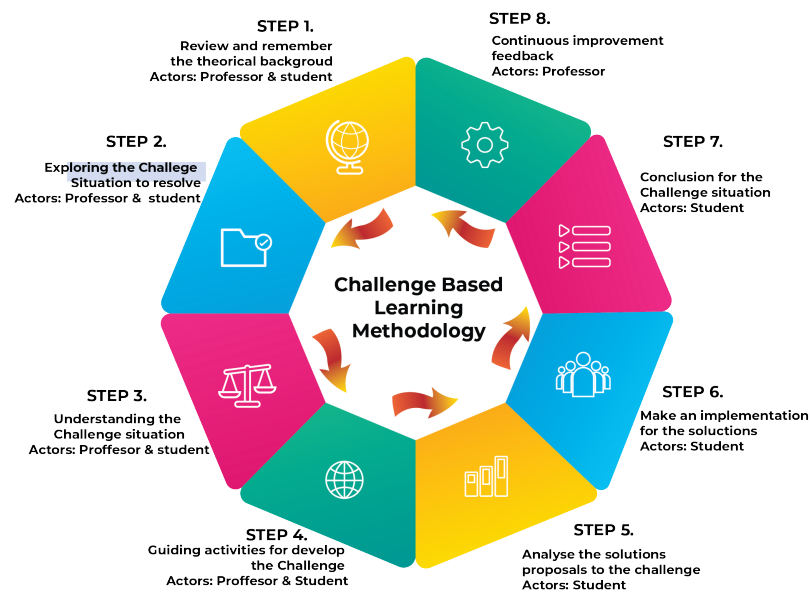 STEP 1.
Review and remember
the theorical backgroud
Actors: Professor & student
STEP 8.
Continuous improvement
feedback
Actors: Professor
STEP 2.
Exploring the Challege
Situation to resolve
Actors: Professor & student
STEP 7.
Conclusion for the
Challenge situation
Actors: Student
Challenge Based
Learning
Methodology
STEP 3.
Understanding the
Challenge situation
Actors: Proffesor & student
STEP 6.
Make an implementation
for the soluctions
Actors: Student
STEP 4.
Guiding activities for develop
the Challenge
Actors: Proffesor & Student
STEP 5.
Analyse the solutions
proposals to the challenge
Actors: Student